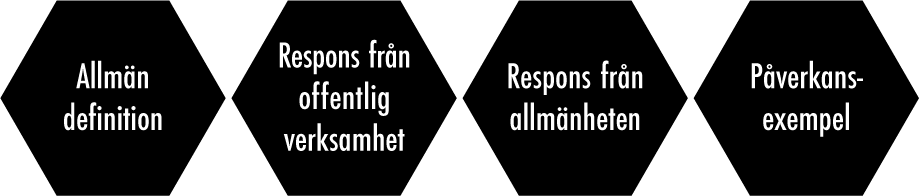 Allmän
definition
Respons från
offentlig
verksamhet
Respons från
allmänheten
Påverkans-
exempel